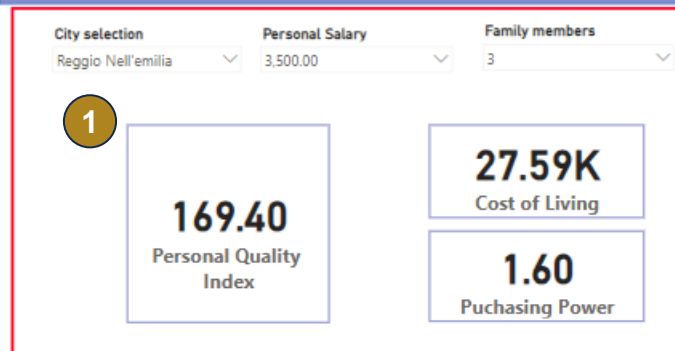 City selection
Personal Salary
Family members
Reggio Nell'emilia
3,500.00
3
1
169.40
Personal Quality
Index
27.59K
Cost of Living
1.60
Puchasing Power